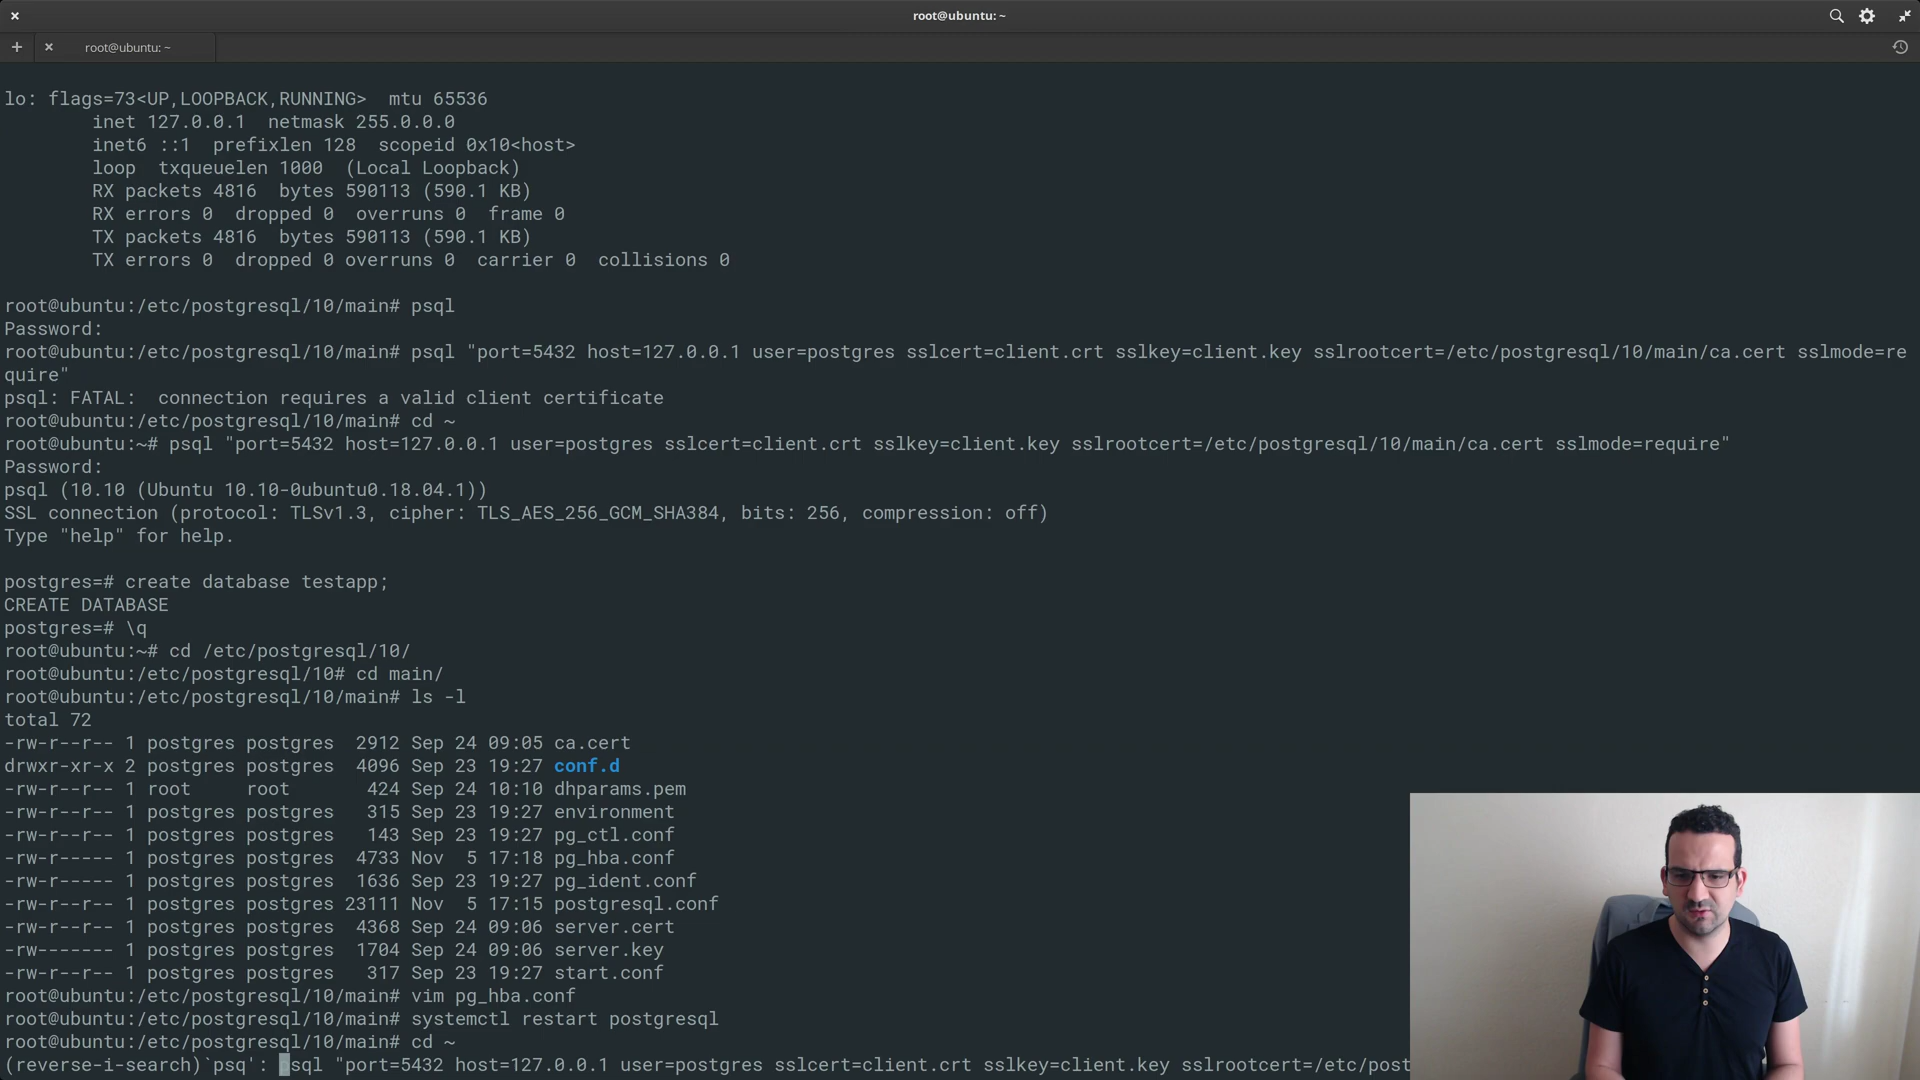 root@ubuntu: ~
root@ubuntu: ~
lo: flags=73<UP,LOOPBACK,RUNNING>  mtu 65536
        inet 127.0.0.1  netmask 255.0.0.0
        inet6 ::1  prefixlen 128  scopeid 0x10<host>
        loop  txqueuelen 1000  (Local Loopback)
        RX packets 4816  bytes 590113 (590.1 KB)
        RX errors 0  dropped 0  overruns 0  frame 0
        TX packets 4816  bytes 590113 (590.1 KB)
        TX errors 0  dropped 0 overruns 0  carrier 0  collisions 0
root@ubuntu:/etc/postgresql/10/main# psql
Password:
root@ubuntu:/etc/postgresql/10/main# psql "port=5432 host=127.0.0.1 user=postgres sslcert=client.crt sslkey=client.key sslrootcert=/etc/postgresql/10/main/ca.cert sslmode=re
quire"
psql: FATAL:  connection requires a valid client certificate
root@ubuntu:/etc/postgresql/10/main# cd ~
root@ubuntu:~# psql "port=5432 host=127.0.0.1 user=postgres sslcert=client.crt sslkey=client.key sslrootcert=/etc/postgresql/10/main/ca.cert sslmode=require"
Password:
psql (10.10 (Ubuntu 10.10-0ubuntu0.18.04.1))
SSL connection (protocol: TLSv1.3, cipher: TLS_AES_256_GCM_SHA384, bits: 256, compression: off)
Type "help" for help.
postgres=# create database testapp;
CREATE DATABASE
postgres=# \q
root@ubuntu:~# cd /etc/postgresql/10/
root@ubuntu:/etc/postgresql/10# cd main/
root@ubuntu:/etc/postgresql/10/main# ls -l
total 72
-rw-r--r-- 1 postgres postgres  2912 Sep 24 09:05 ca.cert
drwxr-xr-x 2 postgres postgres  4096 Sep 23 19:27 conf.d
-rw-r--r-- 1 root     root       424 Sep 24 10:10 dhparams.pem
-rw-r--r-- 1 postgres postgres   315 Sep 23 19:27 environment
-rw-r--r-- 1 postgres postgres   143 Sep 23 19:27 pg_ctl.conf
-rw-r----- 1 postgres postgres  4733 Nov  5 17:18 pg_hba.conf
-rw-r----- 1 postgres postgres  1636 Sep 23 19:27 pg_ident.conf
-rw-r--r-- 1 postgres postgres 23111 Nov  5 17:15 postgresql.conf
-rw-r--r-- 1 postgres postgres  4368 Sep 24 09:06 server.cert
-rw------- 1 postgres postgres  1704 Sep 24 09:06 server.key
-rw-r--r-- 1 postgres postgres   317 Sep 23 19:27 start.conf
root@ubuntu:/etc/postgresql/10/main# vim pg_hba.conf
root@ubuntu:/etc/postgresql/10/main# systemctl restart postgresql
root@ubuntu:/etc/postgresql/10/main# cd ~
(reverse-i-search)`psq': psql "port=5432 host=127.0.0.1 user=postgres sslcert=client.crt sslkey=client.key sslrootcert=/etc/post